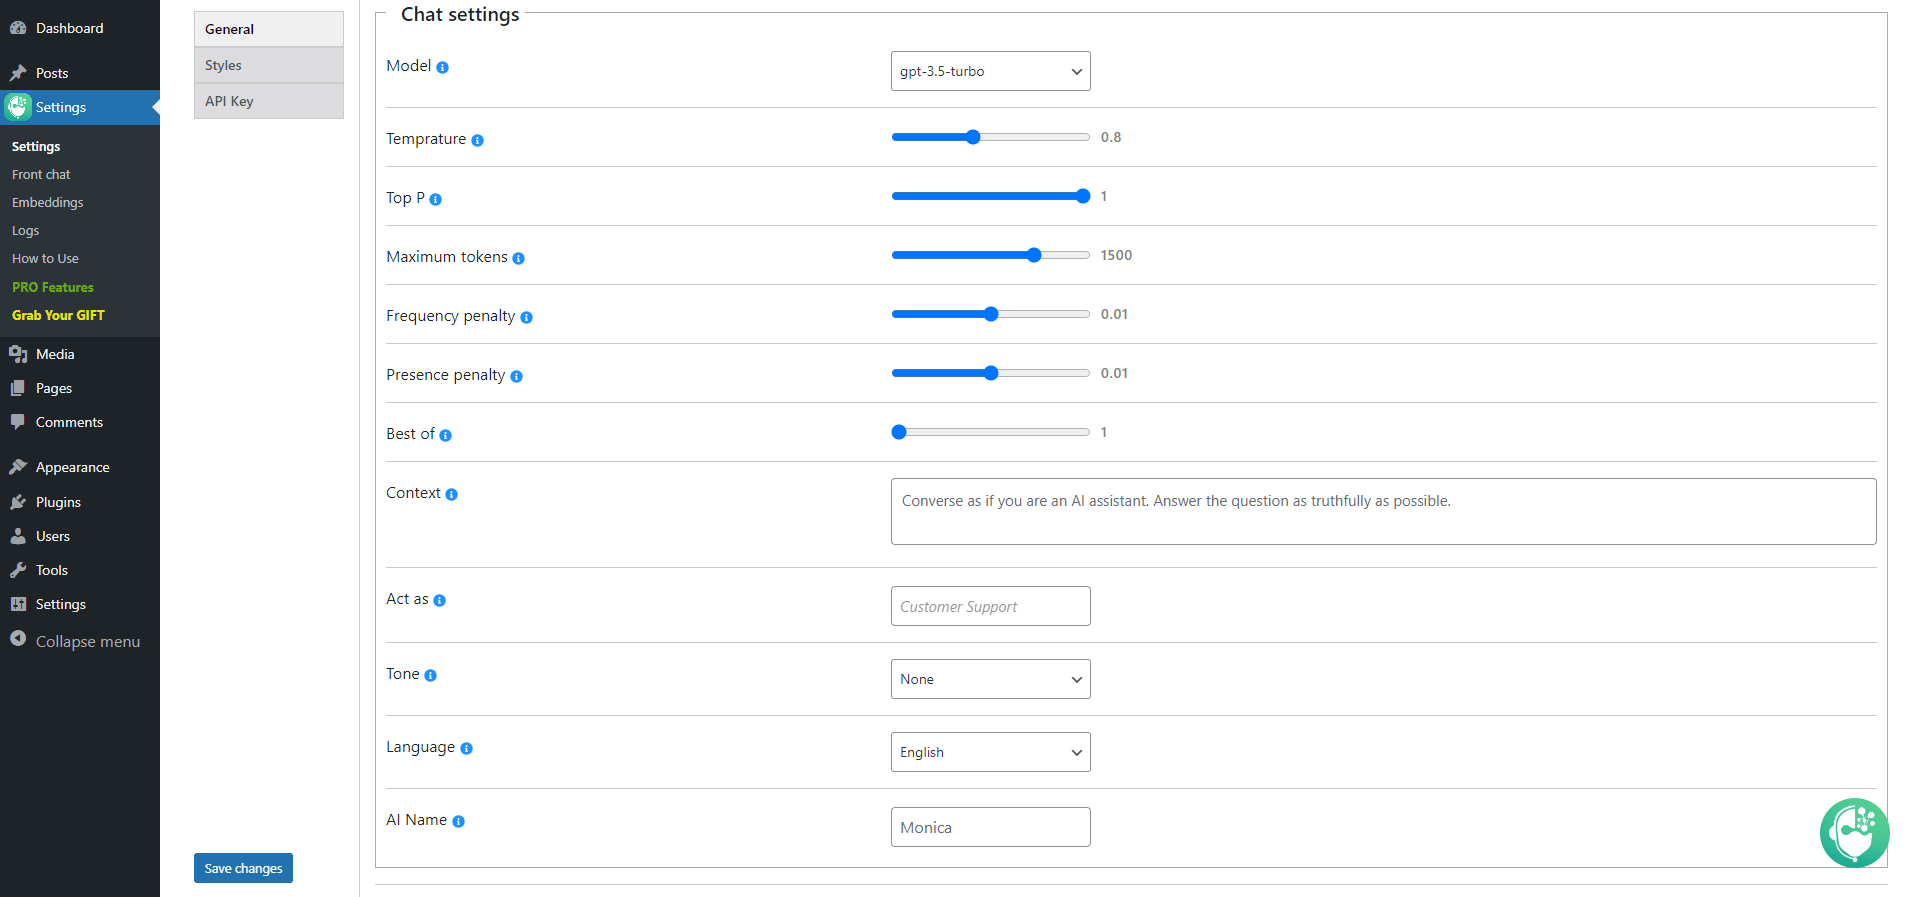 Dashboard
Posts
Settings
Settings
Front chat
Embeddings
Logs
How to Use
PRO Features
Grab Your GIFT
Media
Pages
Comments
Appearance
Plugins
Users
Tools
Settings
Collapse menu
General
Styles
API Key
Save changes
Chat settings
Model
gpt-3.5-turbo
Temprature
0.8
Top P
1
Maximum tokens
1500
Frequency penalty
0.01
Presence penalty
0.01
Best of
1
Context
Converse as if you are an AI assistant. Answer the question as truthfully as possible.
Act as
Customer Support
Tone
None
Language
English
AI Name
Monica